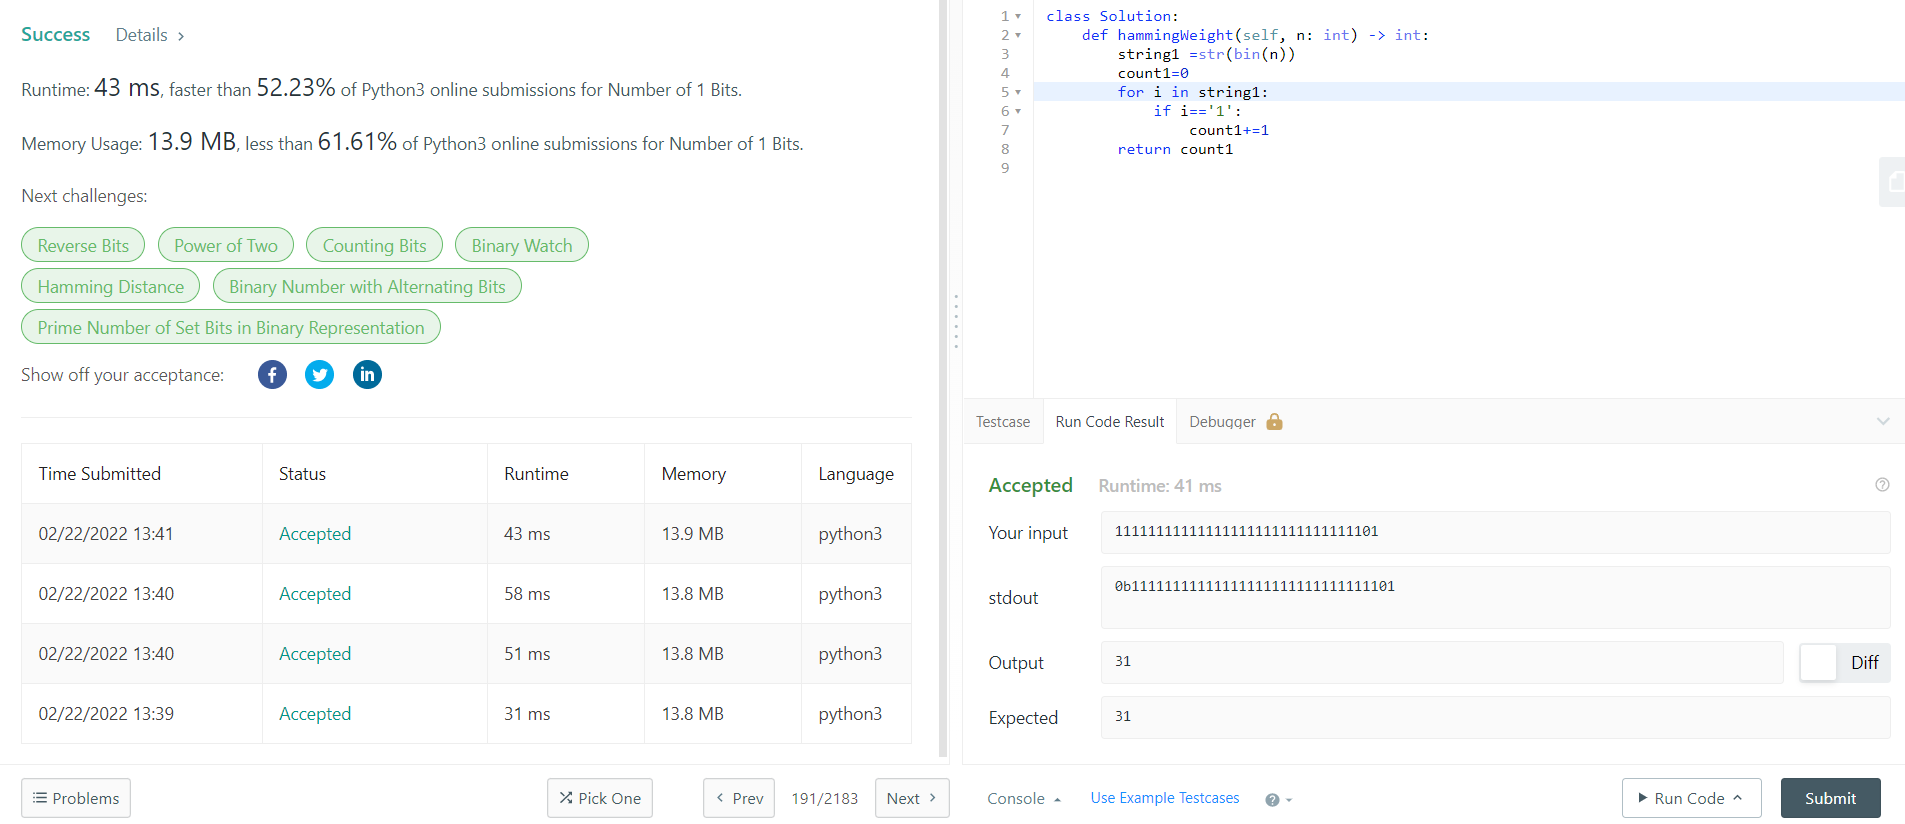 Success Details >
Runtime: 43 ms, faster than 52.23% of Python3 online submissions for Number of 1 Bits.
Memory Usage: 13.9 MB, less than 61.61% of Python3 online submissions for Number of 1 Bits.
Next challenges:
Reverse Bits Power of Two Counting Bits Binary Watch
Hamming Distance Binary Number with Alternating Bits
Prime Number of Set Bits in Binary Representation
Show off your acceptance:
Time Submitted Status Runtime Memory Language
02/22/2022 13:41 Accepted 43 ms 13.9 MB python3
02/22/2022 13:40 Accepted 58 ms 13.8 MB python3
02/22/2022 13:40 Accepted 51 ms 13.8 MB python3
02/22/2022 13:39 Accepted 31 ms 13.8 MB python3
Problems Pick One < Prev 191/2183 Next >
1 class Solution:
2 def hammingWeight(self, n: int) -> int:
3 string1 =str(bin(n))
4 count1=0
5 for i in string1:
6 if i=='1':
7 count1+=1
8 return count1
9
Testcase Run Code Result Debugger
Accepted Runtime: 41 ms
Your input 11111111111111111111111111111101
stdout 0b11111111111111111111111111111101
Output 31 Diff
Expected 31
Console Use Example Testcases ? Run Code Submit